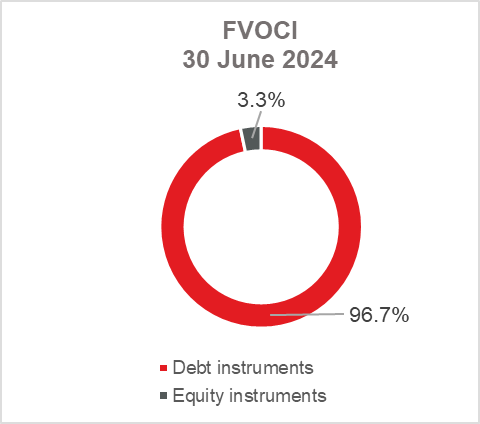 FVOCI
30 June 2024
3.3%
96.7%
Debt instruments
Equity instruments